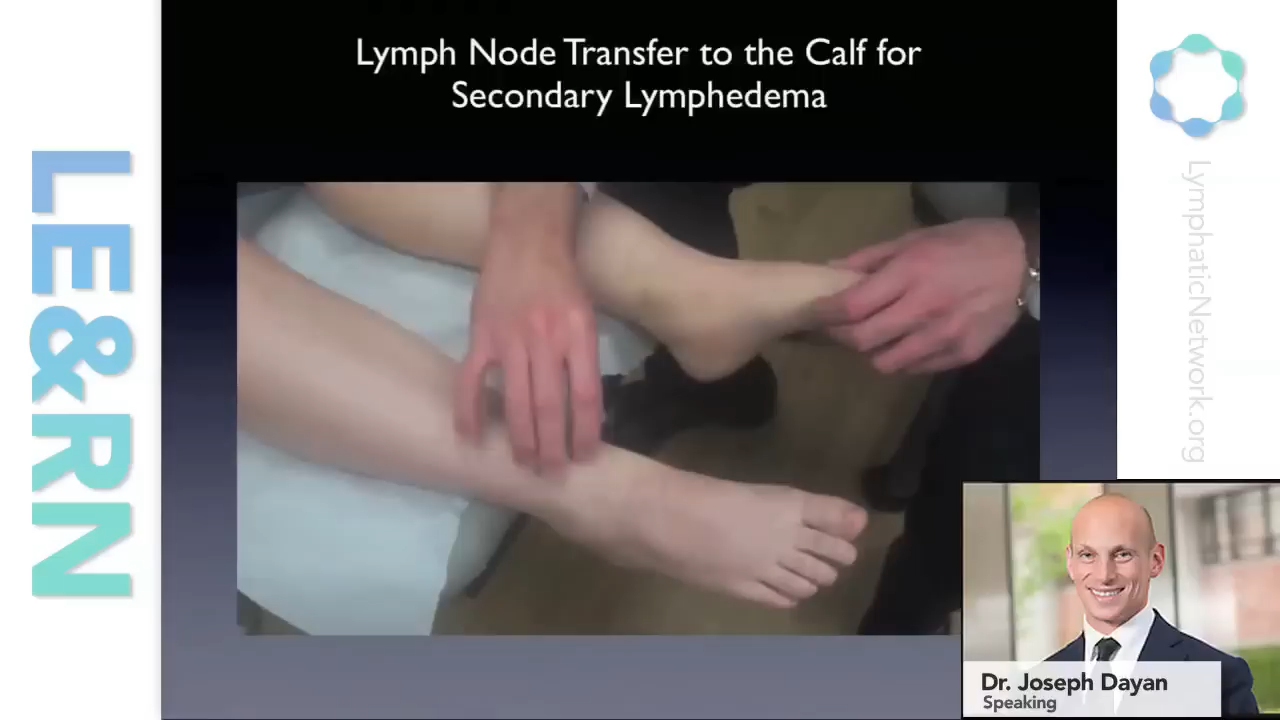 Lymph Node Transfer to the Calf for
Secondary Lymphedema
LE&RN
LymphaticNetwork.org
Dr. Joseph Dayan
Speaking